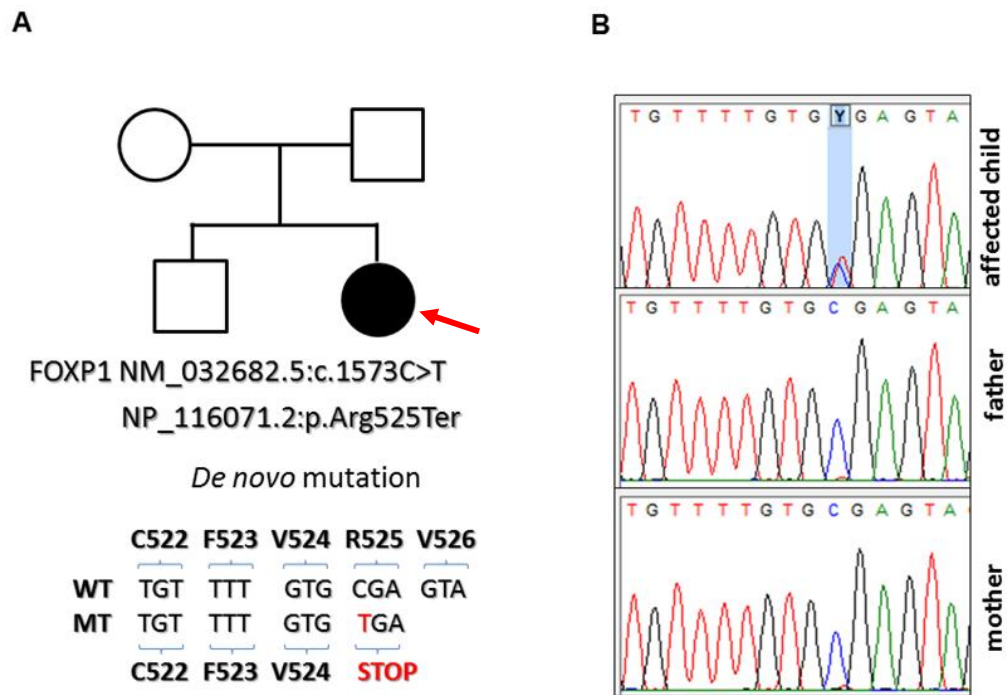 A
FOXP1 NM_032682.5:c.1573C>T
NP_116071.2:p.Arg525Ter
De novo mutation
C522 F523 V524 R525 V526
WT TGT TTT GTG CGA GTA
MT TGT TTT GTG TGA
C522 F523 V524 STOP
B
T G T T T T G T G Y G A G T A
affected child
T G T T T T G T G C G A G T A
father
T G T T T T G T G C G A G T A
mother